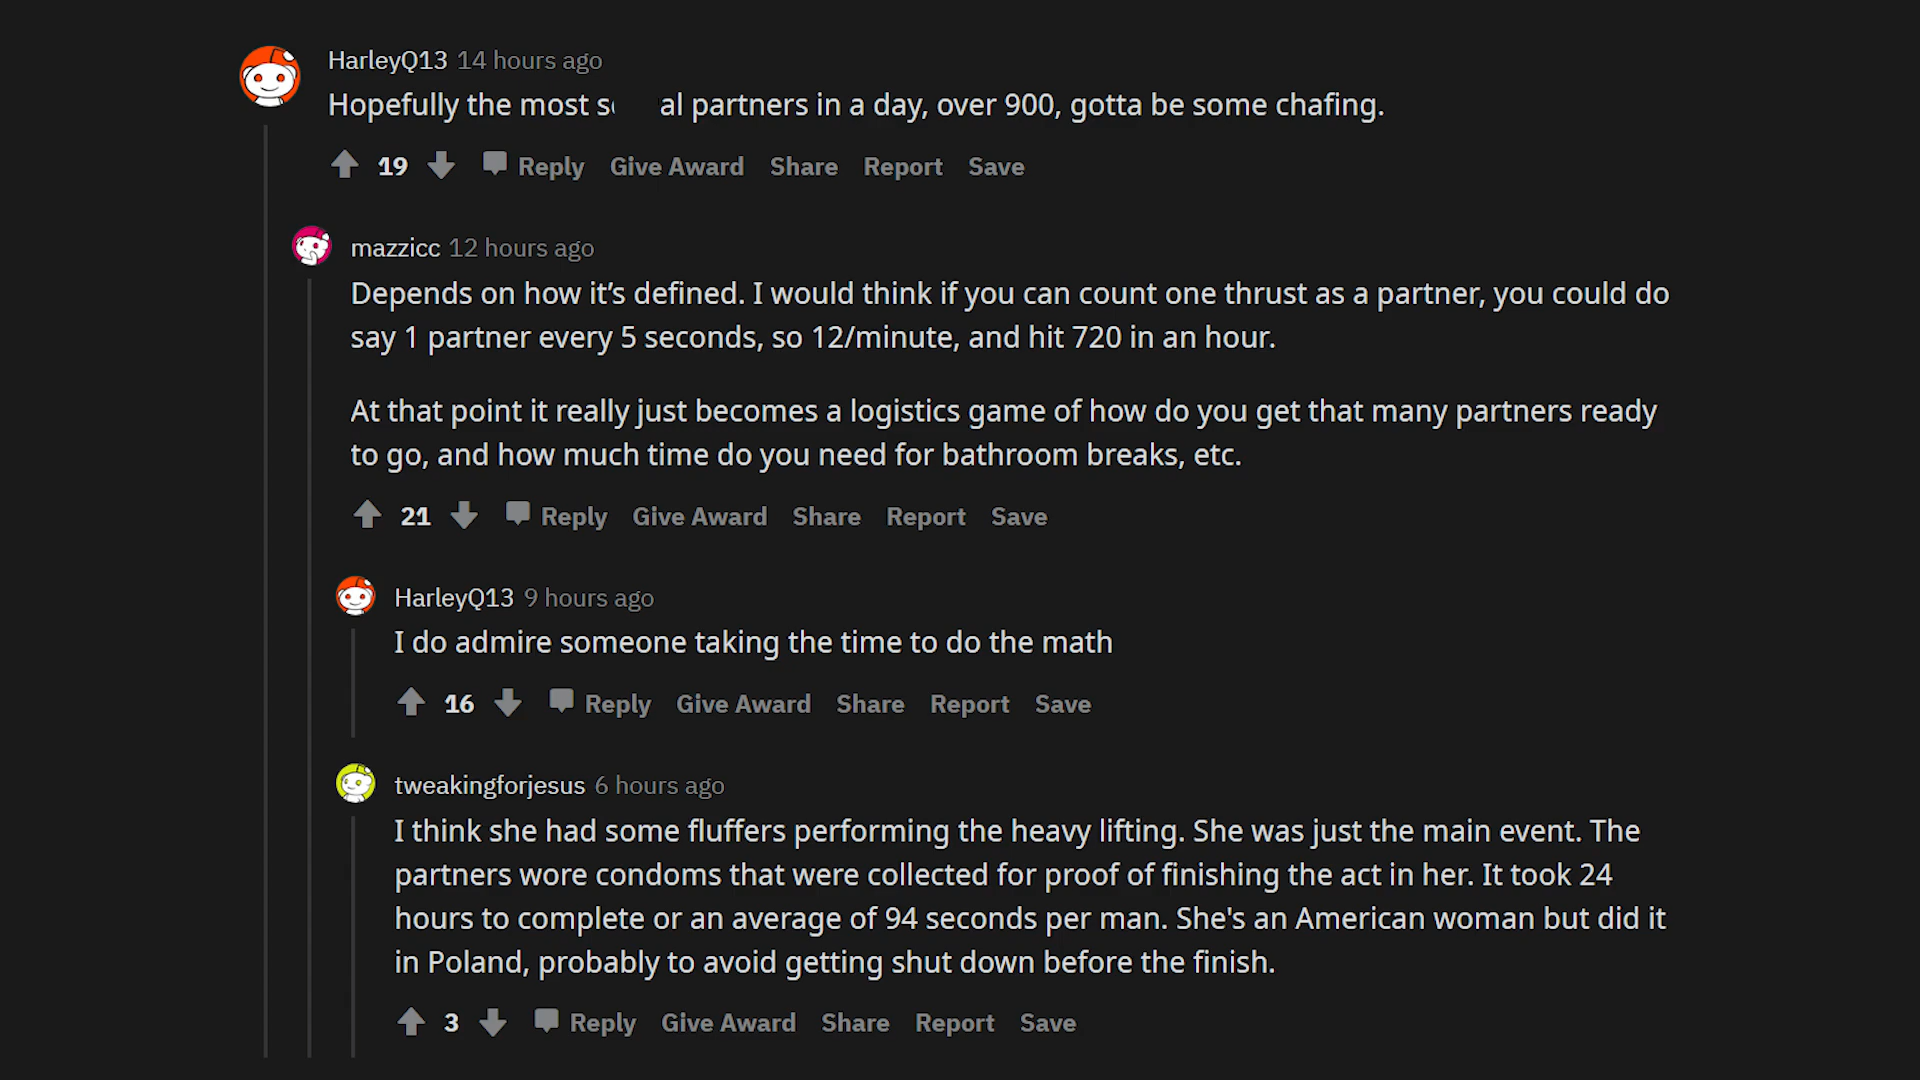 HarleyQ13 14 hours ago
Hopefully the most s al partners in a day, over 900, gotta be some chafing.
19 Reply Give Award Share Report Save
mazzicc 12 hours ago
Depends on how it’s defined. I would think if you can count one thrust as a partner, you could do
say 1 partner every 5 seconds, so 12/minute, and hit 720 in an hour.
At that point it really just becomes a logistics game of how do you get that many partners ready
to go, and how much time do you need for bathroom breaks, etc.
21 Reply Give Award Share Report Save
HarleyQ13 9 hours ago
I do admire someone taking the time to do the math
16 Reply Give Award Share Report Save
tweakingforjesus 6 hours ago
I think she had some fluffers performing the heavy lifting. She was just the main event. The
partners wore condoms that were collected for proof of finishing the act in her. It took 24
hours to complete or an average of 94 seconds per man. She's an American woman but did it
in Poland, probably to avoid getting shut down before the finish.
3 Reply Give Award Share Report Save